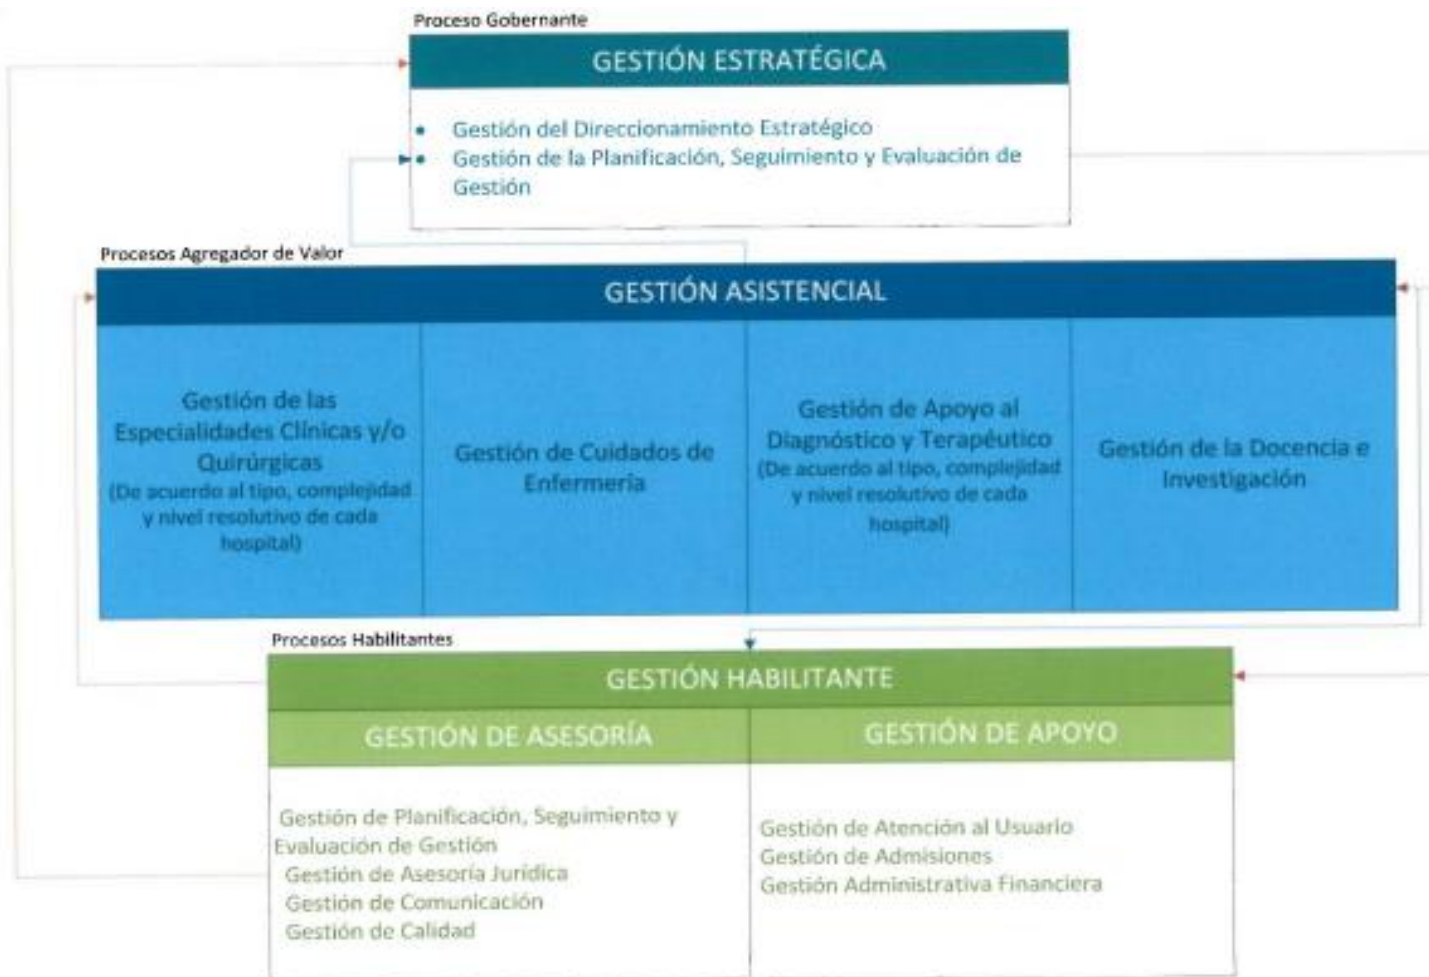 Proceso Gobernante
GESTIÓN ESTRATÉGICA
• Gestión del Direccionamiento Estratégico
• Gestión de la Planificación, Seguimiento y Evaluación de
Gestión
Procesos Agregador de Valor
GESTIÓN ASISTENCIAL
Gestión de las
Especialidades Clínicas y/o
Quirúrgicas
(De acuerdo al tipo, complejidad
y nivel resolutivo de cada
hospital)
Gestión de Cuidados de
Enfermería
Gestión de Apoyo al
Diagnóstico y Terapéutico
(De acuerdo al tipo, complejidad
y nivel resolutivo de cada
hospital)
Gestión de la Docencia e
Investigación
Procesos Habilitantes
GESTIÓN HABILITANTE
GESTIÓN DE ASESORÍA
Gestión de Planificación, Seguimiento y
Evaluación de Gestión
Gestión de Asesoría Jurídica
Gestión de Comunicación
Gestión de Calidad
GESTIÓN DE APOYO
Gestión de Atención al Usuario
Gestión de Admisiones
Gestión Administrativa Financiera